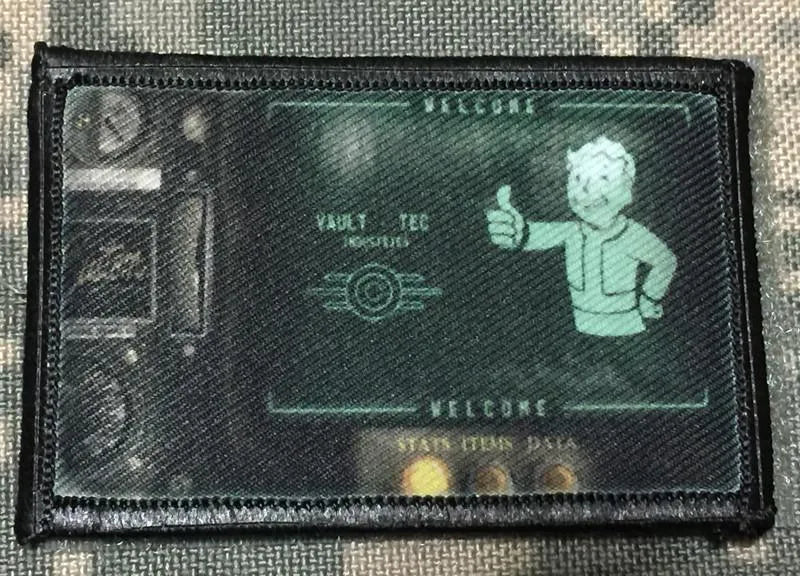 WELCOME
VAULT TEC
INDUSTRIES
WELCOME
STATS ITEMS DATA